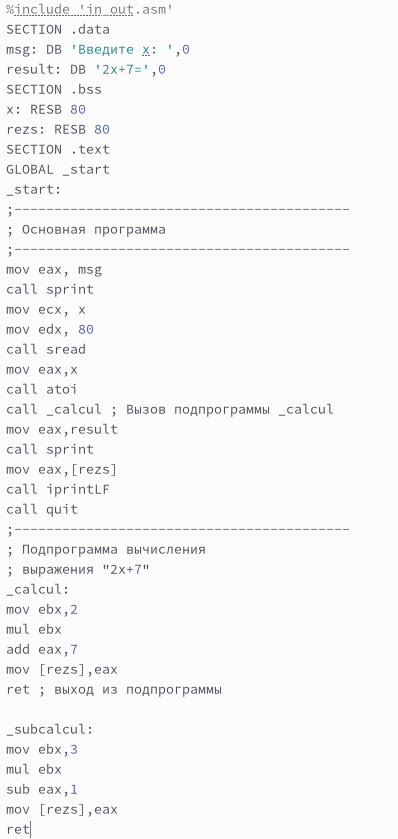 %include 'in_out.asm'
SECTION .data
msg: DB 'Введите x: ',0
result: DB '2x+7=',0
SECTION .bss
x: RESB 80
rezs: RESB 80
SECTION .text
GLOBAL _start
_start:
;------------------------------------------
; Основная программа
;------------------------------------------
mov eax, msg
call sprint
mov ecx, x
mov edx, 80
call sread
mov eax,x
call atoi
call _calcul ; Вызов подпрограммы _calcul
mov eax,result
call sprint
mov eax,[rezs]
call iprintLF
call quit
;------------------------------------------
; Подпрограмма вычисления
; выражения "2x+7"
_calcul:
mov ebx,2
mul ebx
add eax,7
mov [rezs],eax
ret ; выход из подпрограммы

_subcalcul:
mov ebx,3
mul ebx
sub eax,1
mov [rezs],eax
ret